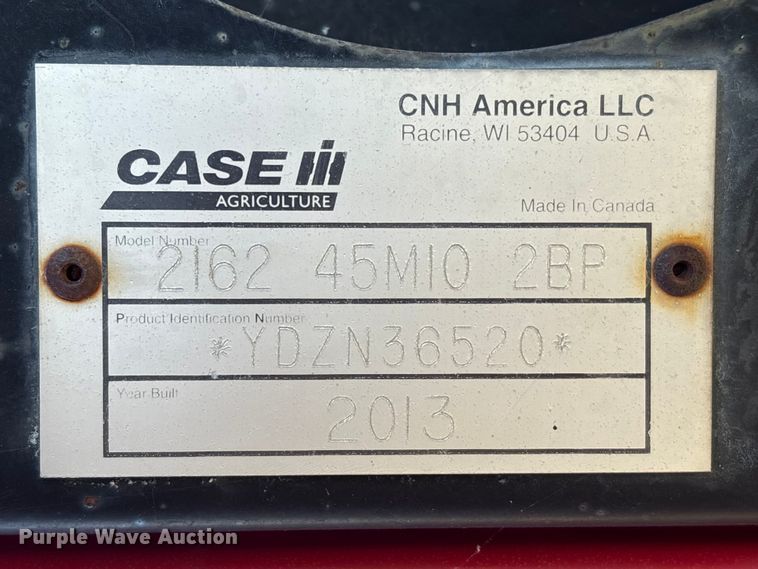 CNH America LLC
Racine, WI 53404 U.S.A.
CASE IH
AGRICULTURE
Made In Canada
Model Number
2162 45M10 2BP
Product Identification Number
*YDZN36520*
Year Built
2013
Purple Wave Auction